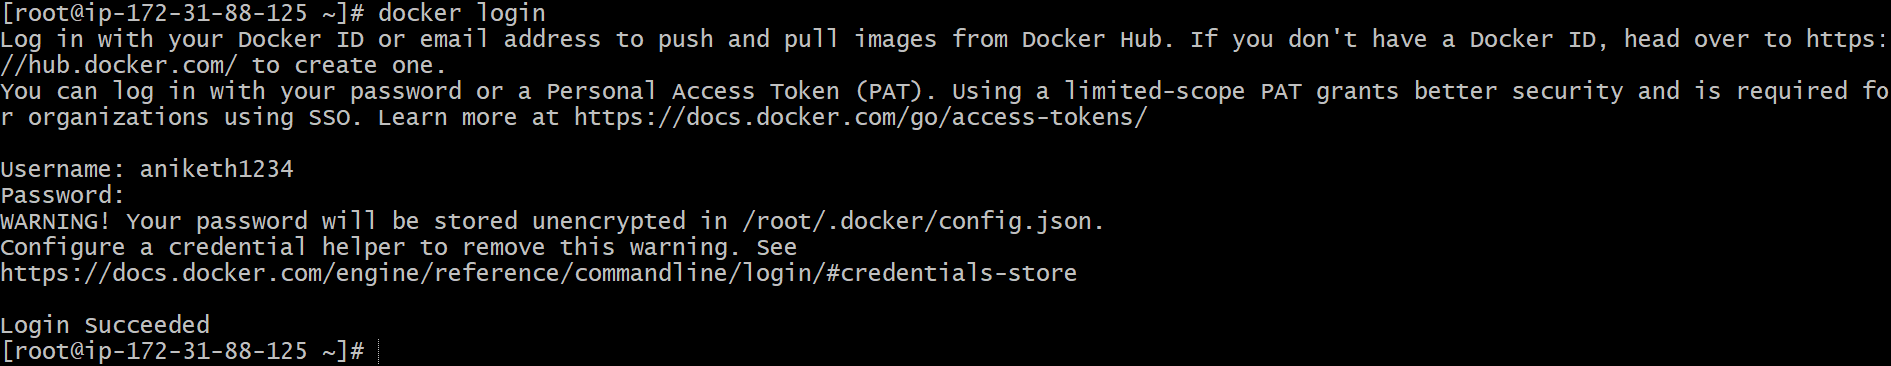 [root@ip-172-31-88-125 ~]# docker login
Log in with your Docker ID or email address to push and pull images from Docker Hub. If you don't have a Docker ID, head over to https:
//hub.docker.com/ to create one.
You can log in with your password or a Personal Access Token (PAT). Using a limited-scope PAT grants better security and is required fo
r organizations using SSO. Learn more at https://docs.docker.com/go/access-tokens/

Username: aniketh1234
Password:
WARNING! Your password will be stored unencrypted in /root/.docker/config.json.
Configure a credential helper to remove this warning. See
https://docs.docker.com/engine/reference/commandline/login/#credentials-store

Login Succeeded
[root@ip-172-31-88-125 ~]#